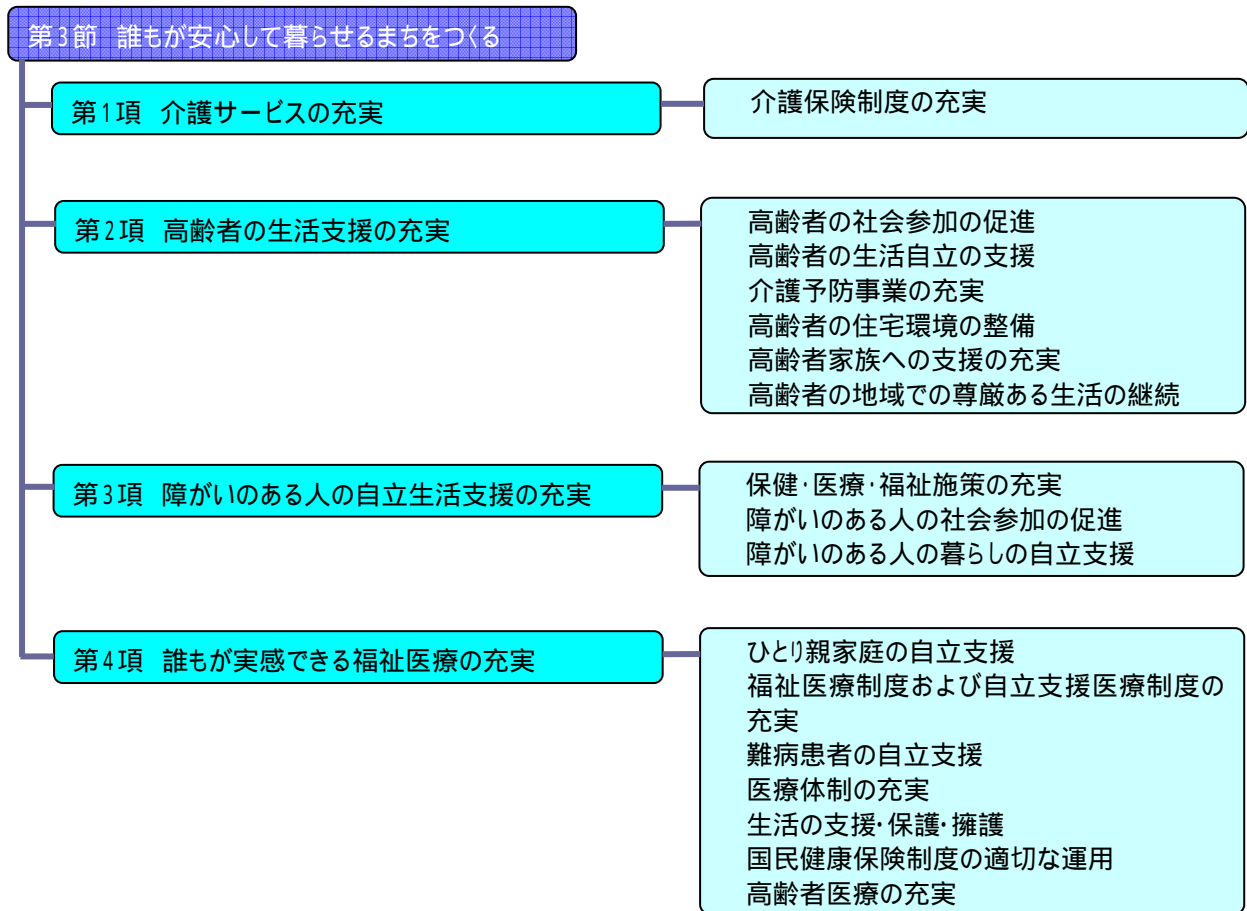 第3節 誰もが安心して暮らせるまちをつくる
第1項 介護サービスの充実
介護保険制度の充実
第2項 高齢者の生活支援の充実
高齢者の社会参加の促進
高齢者の生活自立の支援
介護予防事業の充実
高齢者の住宅環境の整備
高齢者家族への支援の充実
高齢者の地域での尊厳ある生活の継続
第3項 障がいのある人の自立生活支援の充実
保健・医療・福祉施策の充実
障がいのある人の社会参加の促進
障がいのある人の暮らしの自立支援
第4項 誰もが実感できる福祉医療の充実
ひとり親家庭の自立支援
福祉医療制度および自立支援医療制度の
充実
難病患者の自立支援
医療体制の充実
生活の支援・保護・擁護
国民健康保険制度の適切な運用
高齢者医療の充実